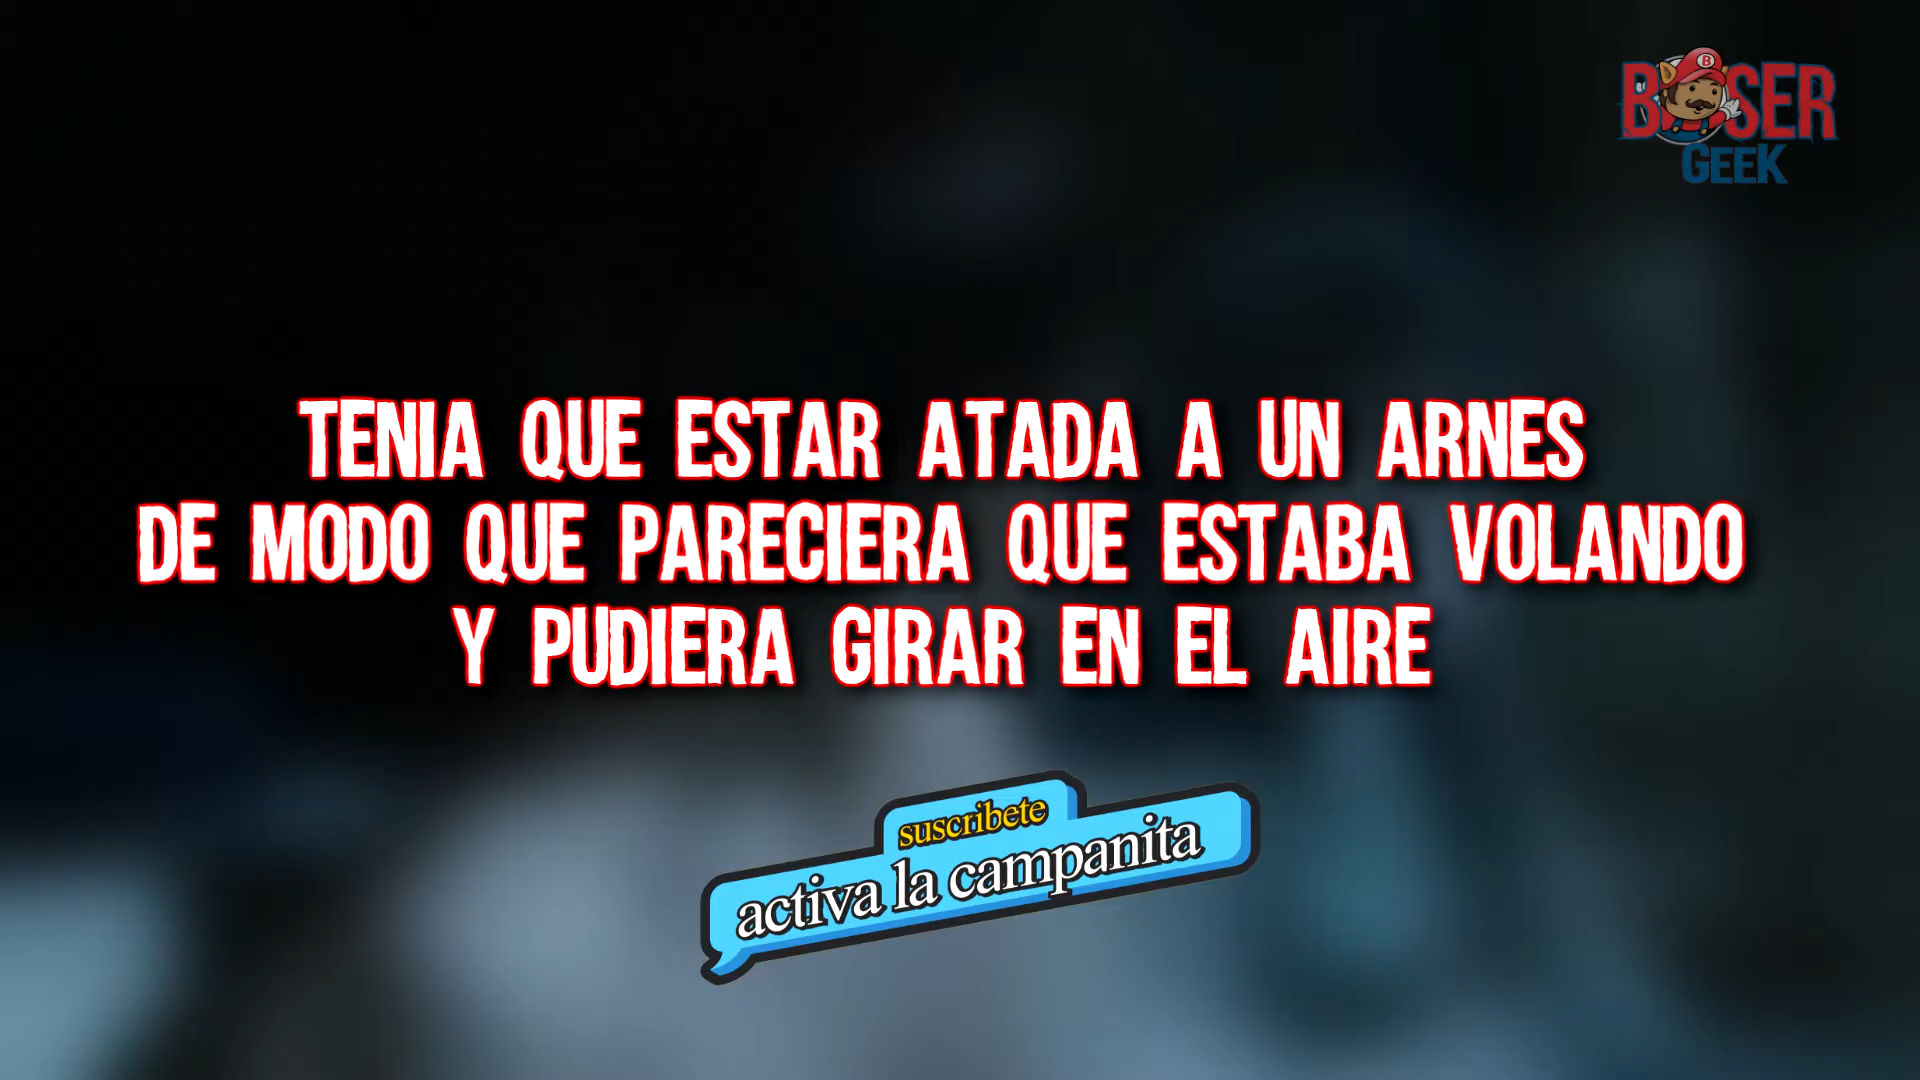 BOSER
GEEK
TENIA QUE ESTAR ATADA A UN ARNES
DE MODO QUE PARECIERA QUE ESTABA VOLANDO
Y PUDIERA GIRAR EN EL AIRE
suscribete
activa la campanita